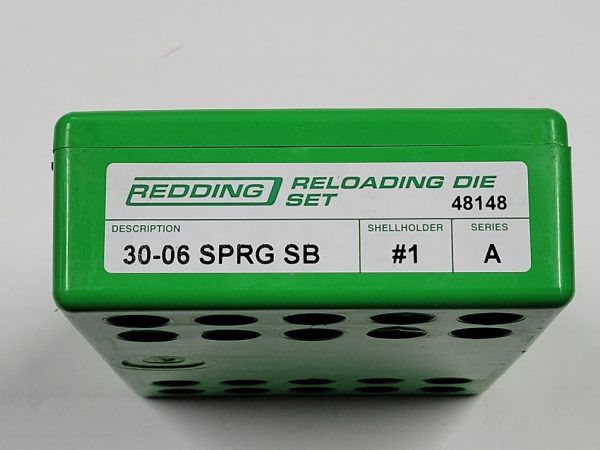 REDDING RELOADING DIE
SET 48148
DESCRIPTION SHELLHOLDER SERIES
30-06 SPRG SB #1 A